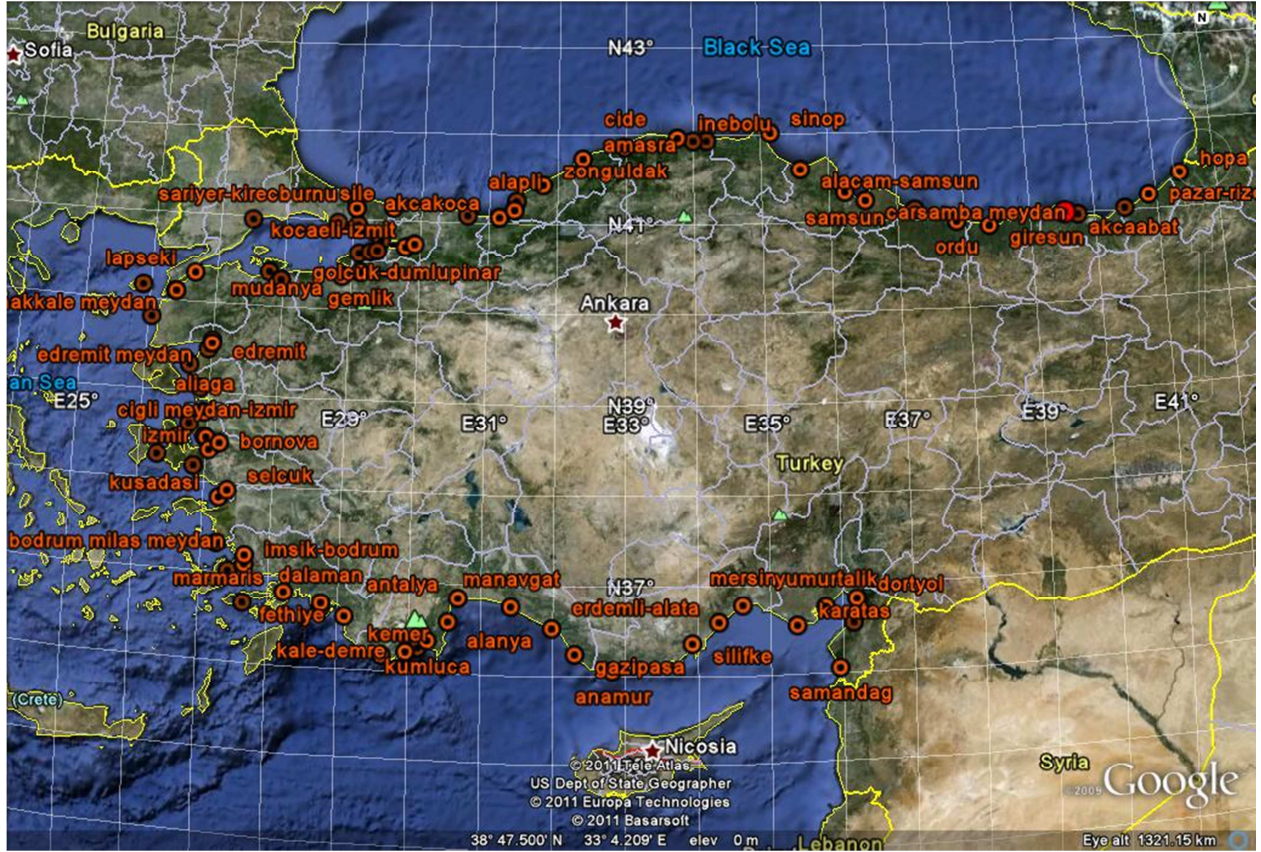 N
Bulgaria
Sofia
N43°
Black Sea
cide
inebolu
sinop
amasra
hopa
zonguldak
alapli
alacam-samsun
pazar-rize
sariyer-kirecburnu
sile
akcakoca
samsun
carsamba meydan
akcaabat
kocaeli-izmit
N41°
giresun
ordu
lapseki
golcuk-dumlupinar
mudanya
gemlik
akkale meydan
Ankara
edremit meydan
edremit
aliaga
an Sea
E25°
cigli meydan-izmir
E29°
E31°
N39°
E33°
E35°
E37°
E39°
E41°
izmir
bornova
Turkey
kusadasi
selcuk
bodrum milas meydan
imsik-bodrum
marmaris
dalaman
antalya
manavgat
N37°
mersin
yumurtalik
dortyol
fethiye
erdemli-alata
karatas
kemer
alanya
kale-demre
kumluca
gazipasa
silifke
anamur
samandag
(Crete)
Nicosia
© 2011 Tele Atlas
US Dept of State Geographer
© 2011 Europa Technologies
© 2011 Basarsoft
Syria
© 2009 Google
38° 47.500' N 33° 4.209' E elev 0 m
Lebanon
Eye alt 1321.15 km